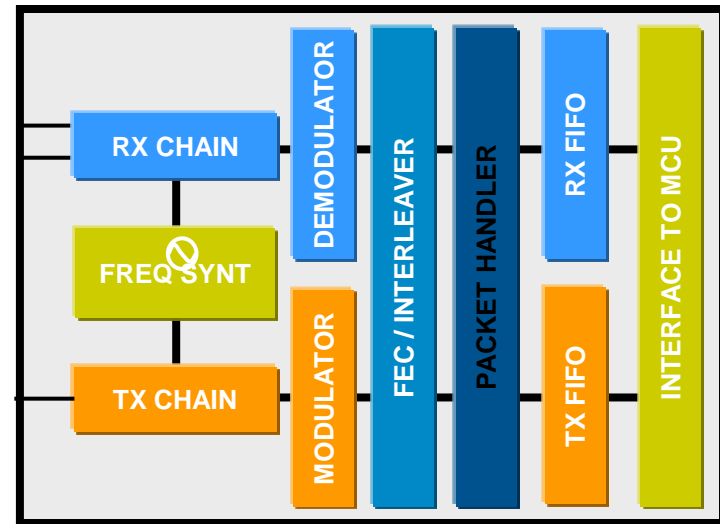 RX CHAIN
FREQ SYNT
TX CHAIN
DEMODULATOR
MODULATOR
FEC / INTERLEAVER
PACKET HANDLER
RX FIFO
TX FIFO
INTERFACE TO MCU